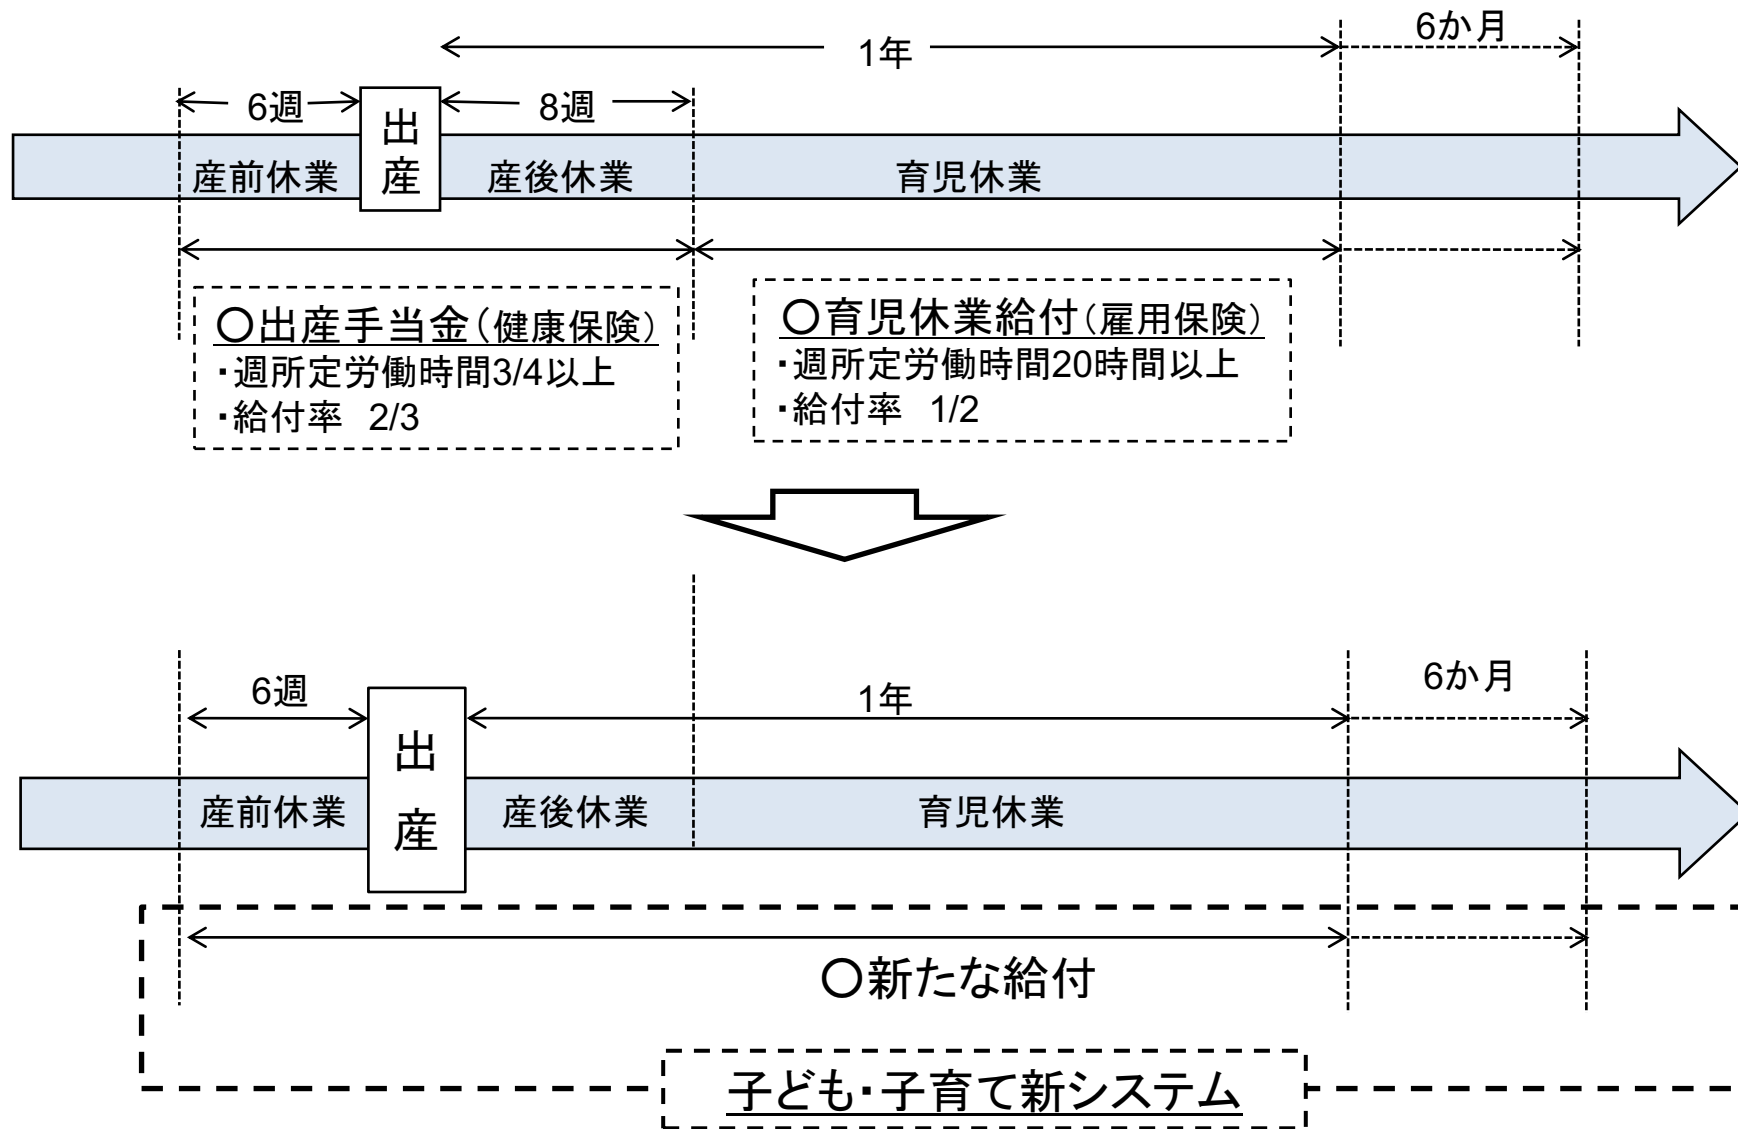 6か月
1年
6週
8週
出産
産前休業
産後休業
育児休業
〇出産手当金(健康保険)
・週所定労働時間3/4以上
・給付率 2/3
〇育児休業給付(雇用保険)
・週所定労働時間20時間以上
・給付率 1/2
6週
1年
6か月
出産
産前休業
産後休業
育児休業
〇新たな給付
子ども・子育て新システム